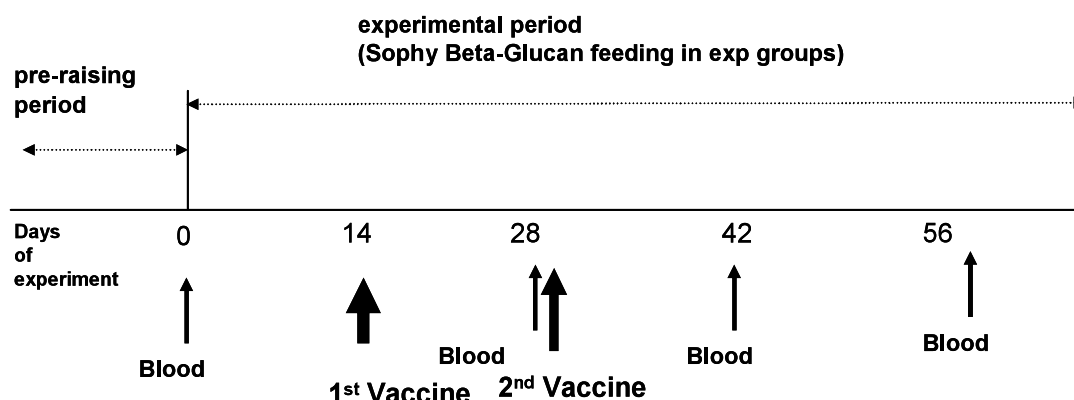 experimental period
(Sophy Beta-Glucan feeding in exp groups)
pre-raising
period
Days
of
experiment
0
14
28
42
56
Blood
1st Vaccine
Blood
2nd Vaccine
Blood
Blood